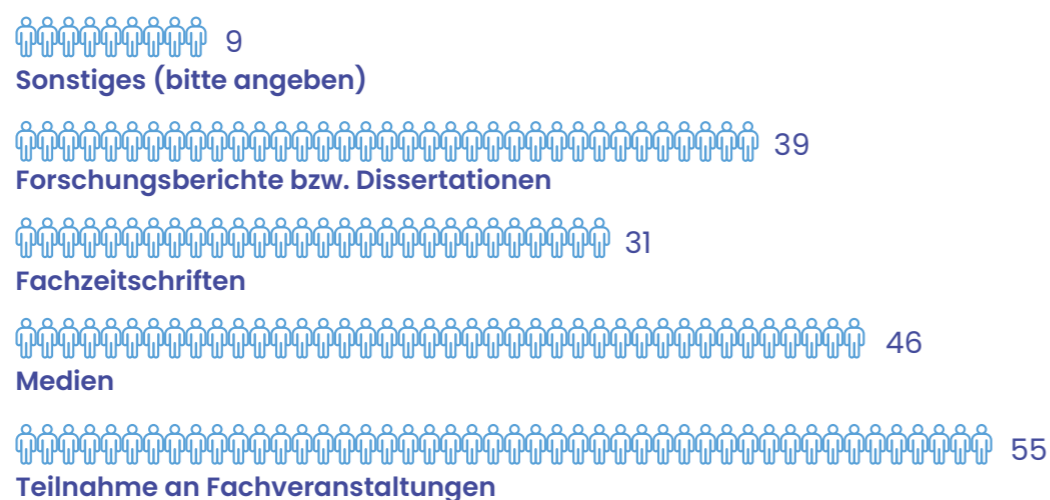 9
Sonstiges (bitte angeben)
39
Forschungsberichte bzw. Dissertationen
31
Fachzeitschriften
46
Medien
55
Teilnahme an Fachveranstaltungen